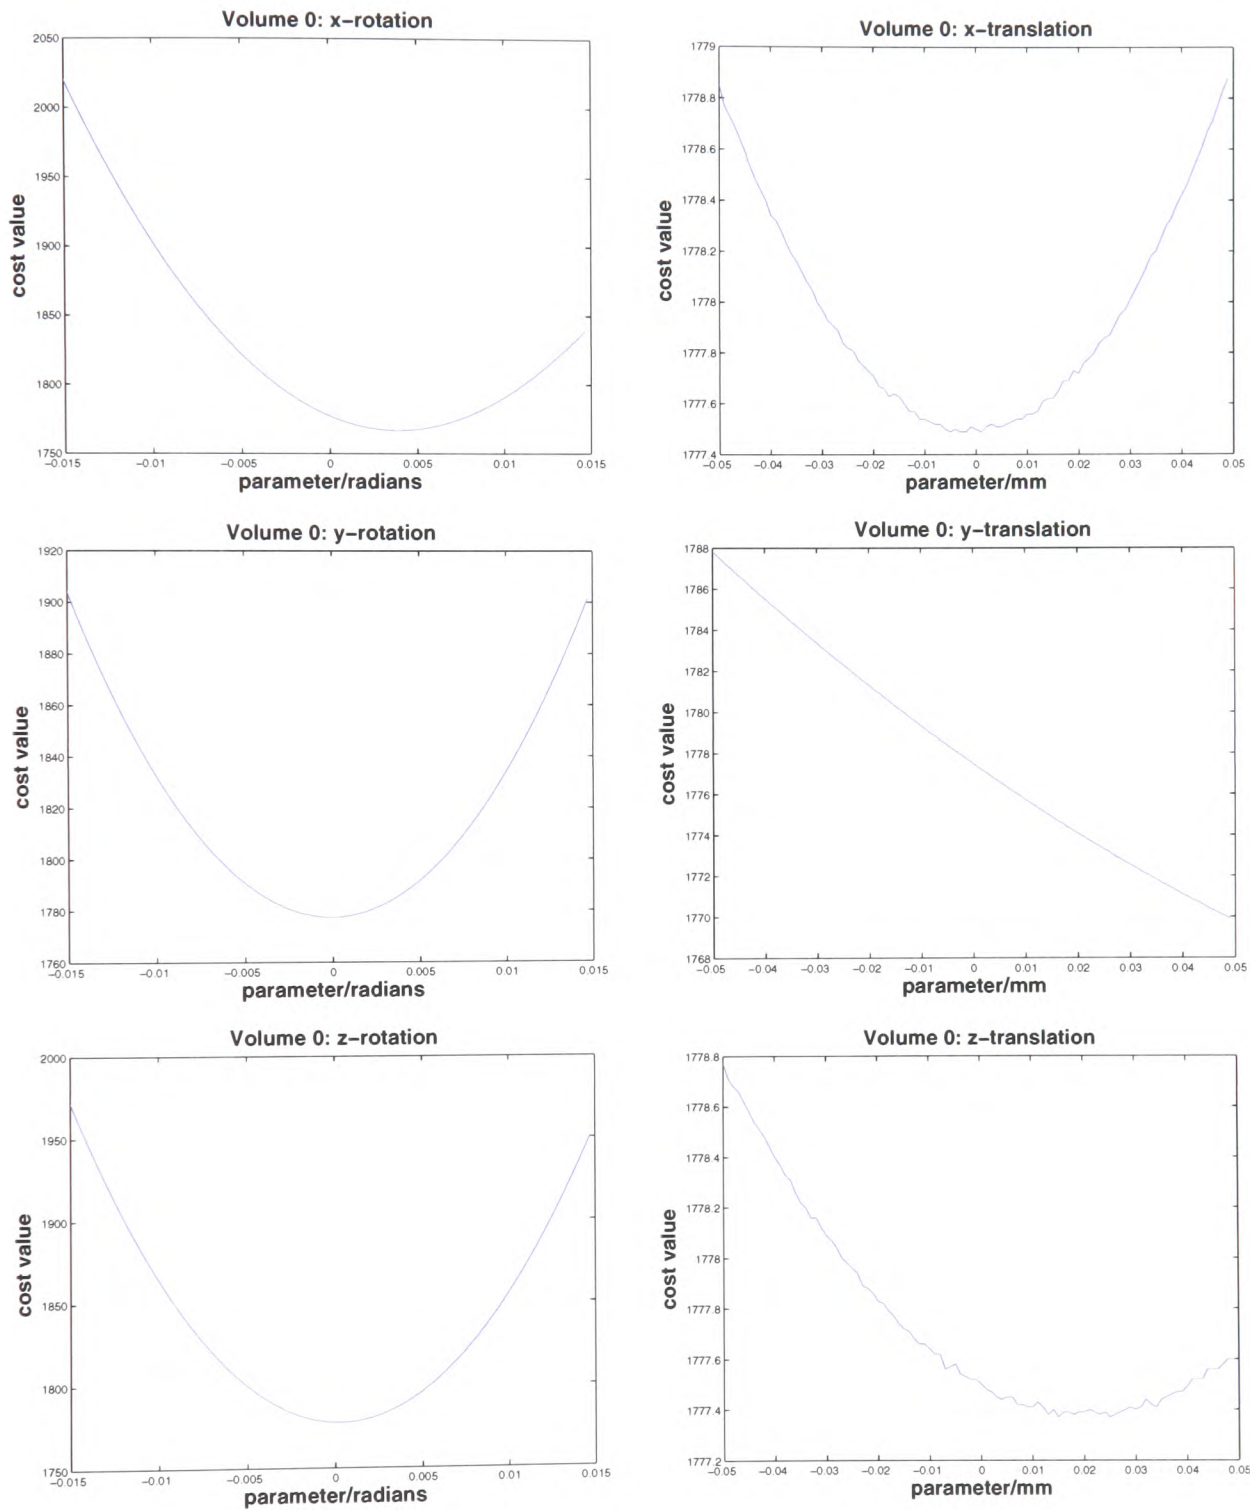 Volume 0: x−rotation
2050
2000
1950
1900
1850
1800
1750
cost value
−0.015 −0.01 −0.005 0 0.005 0.01 0.015
parameter/radians
Volume 0: x−translation
1779
1778.8
1778.6
1778.4
1778.2
1778
1777.8
1777.6
1777.4
cost value
−0.05 −0.04 −0.03 −0.02 −0.01 0 0.01 0.02 0.03 0.04 0.05
parameter/mm
Volume 0: y−rotation
1920
1900
1880
1860
1840
1820
1800
1780
1760
cost value
−0.015 −0.01 −0.005 0 0.005 0.01 0.015
parameter/radians
Volume 0: y−translation
1788
1786
1784
1782
1780
1778
1776
1774
1772
1770
1768
cost value
−0.05 −0.04 −0.03 −0.02 −0.01 0 0.01 0.02 0.03 0.04 0.05
parameter/mm
Volume 0: z−rotation
2000
1950
1900
1850
1800
1750
cost value
−0.015 −0.01 −0.005 0 0.005 0.01 0.015
parameter/radians
Volume 0: z−translation
1778.8
1778.6
1778.4
1778.2
1778
1777.8
1777.6
1777.4
1777.2
cost value
−0.05 −0.04 −0.03 −0.02 −0.01 0 0.01 0.02 0.03 0.04 0.05
parameter/mm